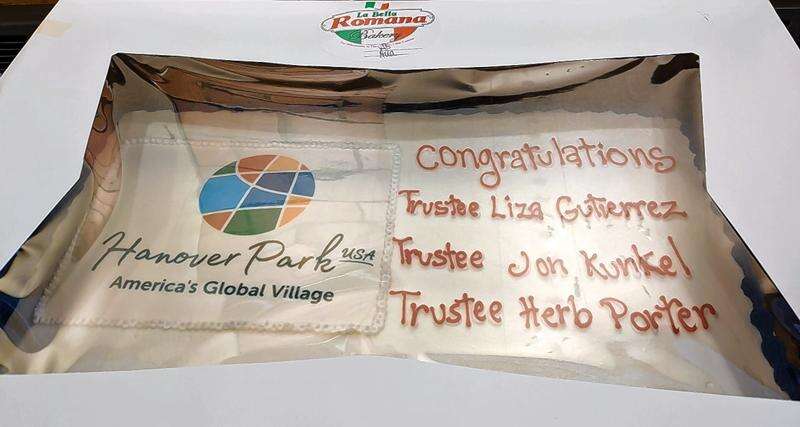 La Bella
Romana
Bakery
Congratulations
Trustee Liza Gutierrez
Trustee Jon Kunkel
Trustee Herb Porter
Hanover Park USA
America's Global Village